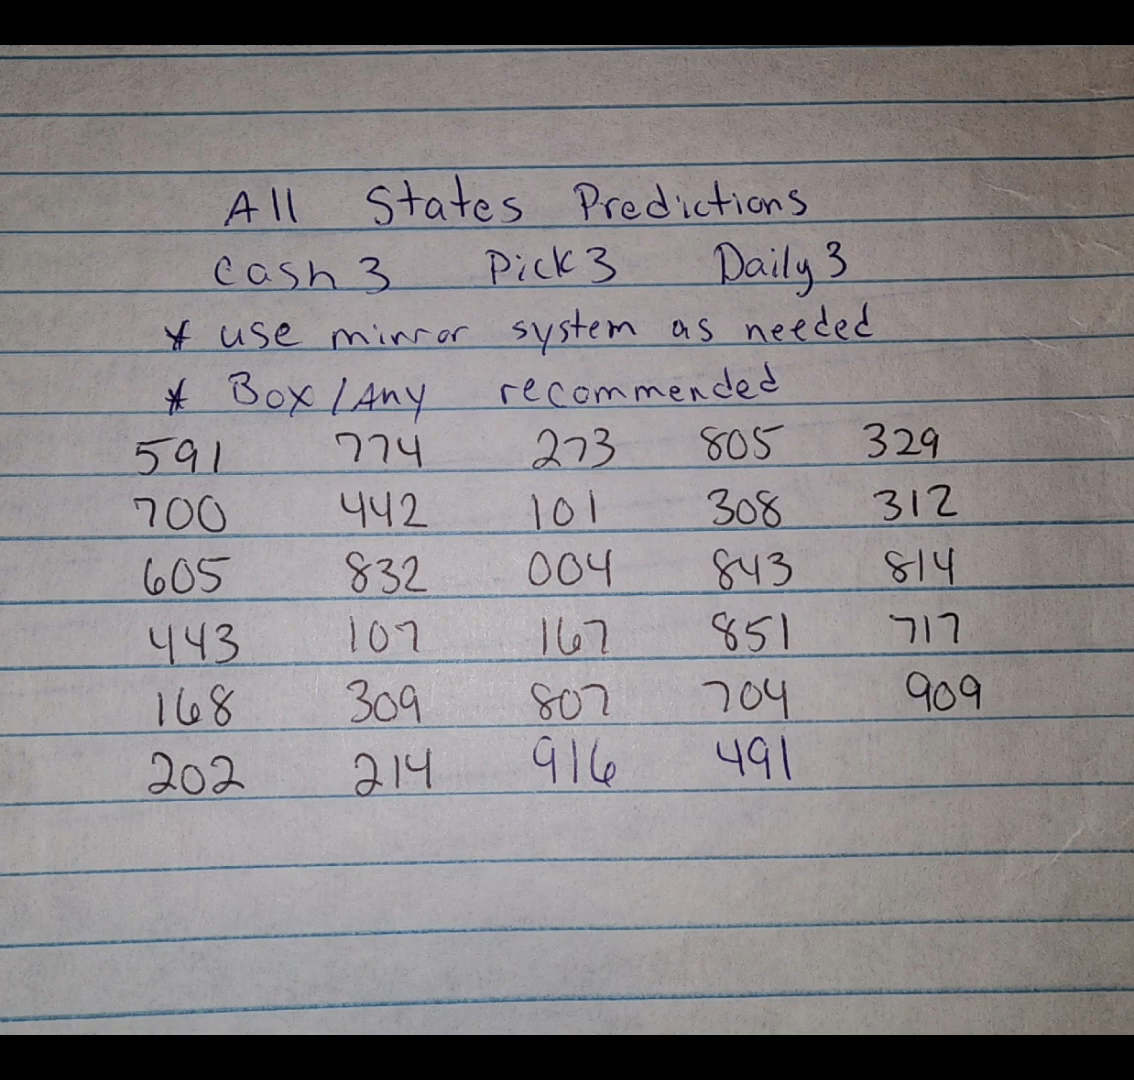 All States Predictions
Cash 3 Pick 3 Daily 3
* use mirror system as needed
* Box/Any recommended
591 774 273 805 329
700 442 101 308 312
605 832 004 843 814
443 107 167 851 717
168 309 807 704 909
202 214 916 491